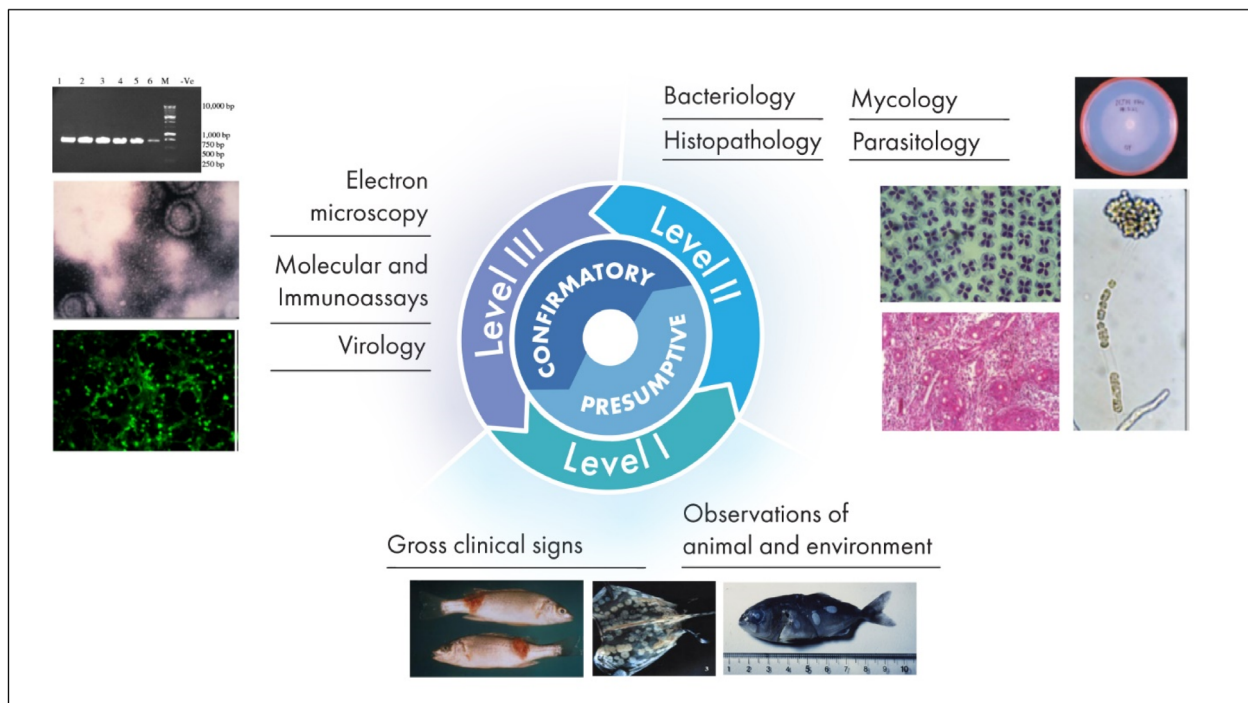 1 2 3 4 5 6 M -Ve
10,000 bp
1,000 bp
750 bp
500 bp
250 bp
Electron
microscopy
Molecular and
Immunoassays
Virology
Bacteriology
Mycology
Histopathology
Parasitology
Level III
Level II
Level I
CONFIRMATORY
PRESUMPTIVE
Gross clinical signs
Observations of
animal and environment
3
1 2 3 4 5 6 7 8 9 10